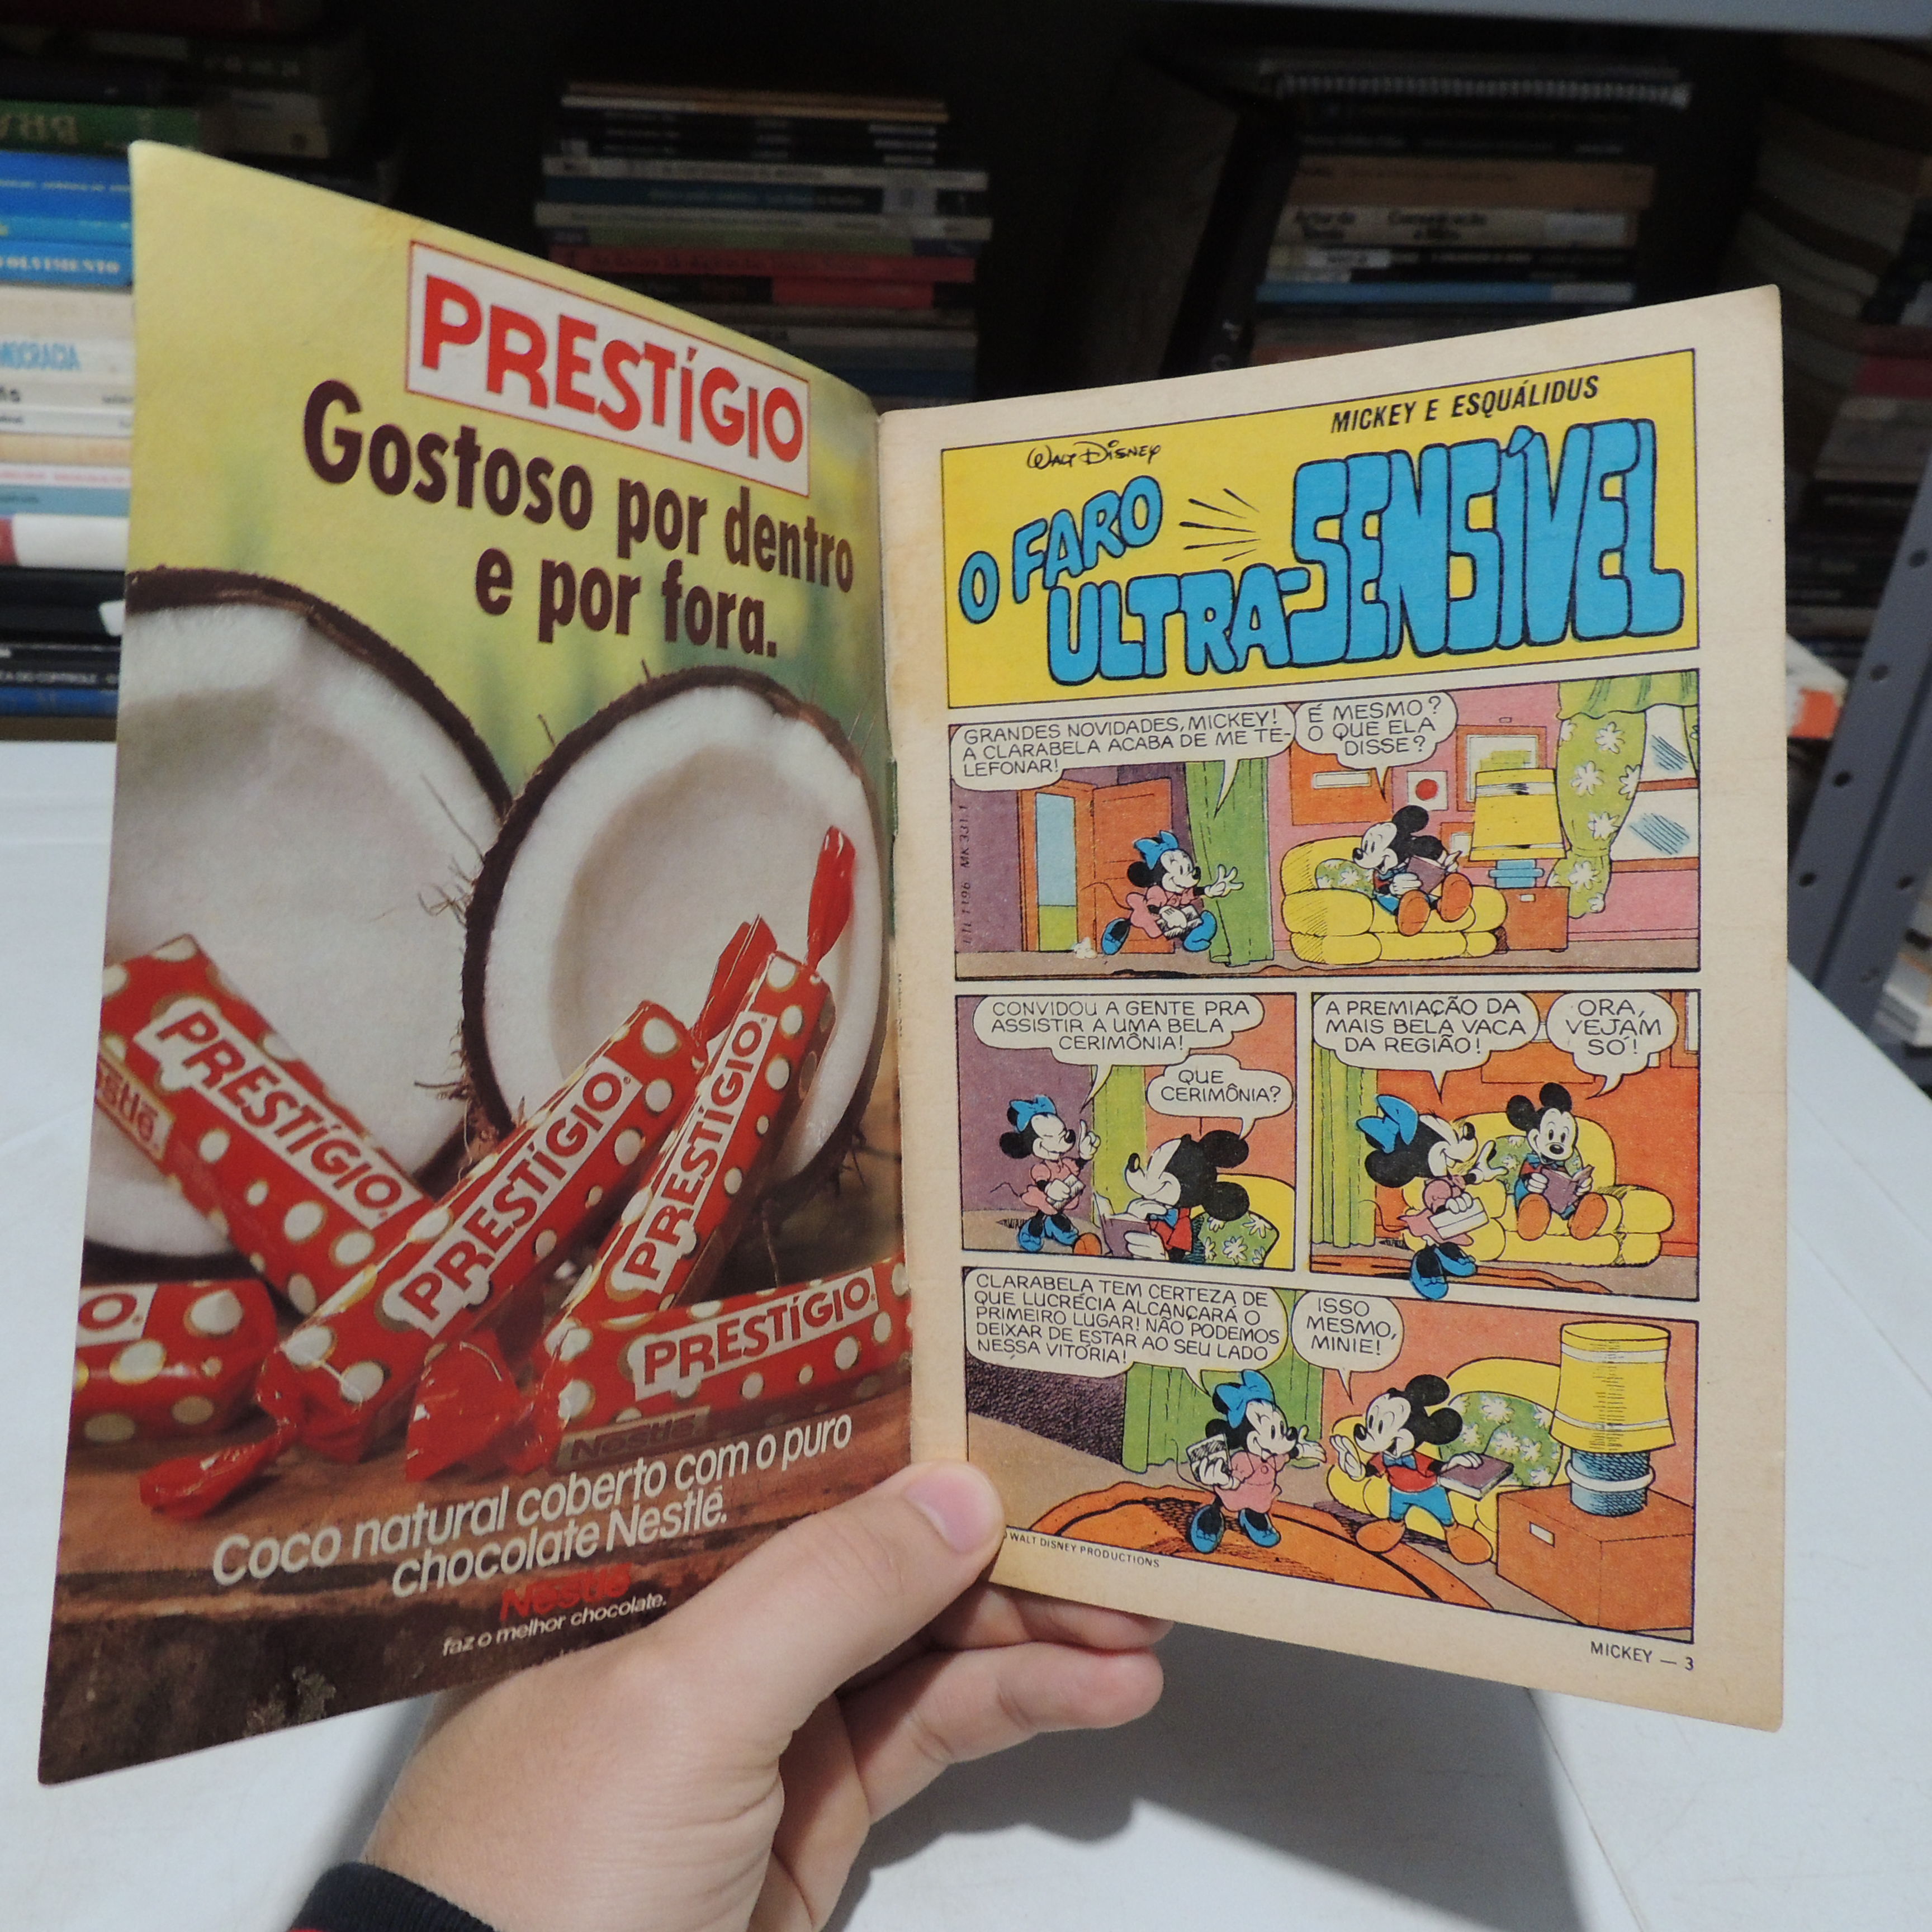 BRA
OLVIMENTO
MOCRACIA
PRESTÍGIO
Gostoso por dentro
e por fora.
PRESTÍGIO
PRESTÍGIO
PRESTÍGIO
PRESTÍGIO
Nestlé
Coco natural coberto com o puro
chocolate Nestlé.
Nestlé
faz o melhor chocolate.
MICKEY E ESQUÁLIDUS
WALT DISNEY
O FARO
ULTRA-SENSÍVEL
GRANDES NOVIDADES, MICKEY!
A CLARABELA ACABA DE ME TE-
LEFONAR!
É MESMO?
O QUE ELA
DISSE?
CONVIDOU A GENTE PRA
ASSISTIR A UMA BELA
CERIMÔNIA!
QUE
CERIMÔNIA?
A PREMIAÇÃO DA
MAIS BELA VACA
DA REGIÃO!
ORA,
VEJAM
SÓ!
CLARABELA TEM CERTEZA DE
QUE LUCRÉCIA ALCANÇARÁ O
PRIMEIRO LUGAR! NÃO PODEMOS
DEIXAR DE ESTAR AO SEU LADO
NESSA VITÓRIA!
ISSO
MESMO,
MINIE!
WALT DISNEY PRODUCTIONS
MICKEY — 3